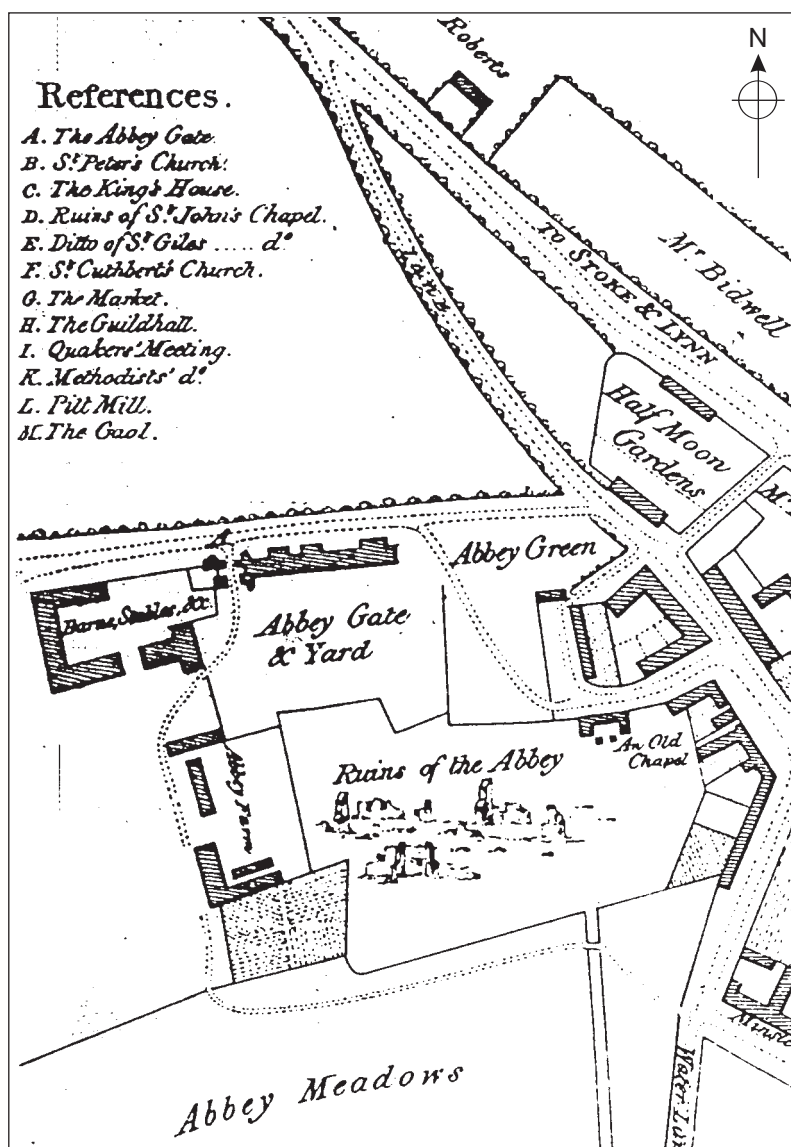 Roberts
N
References.
A. The Abbey Gate.
B. St. Peter's Church.
C. The King's House.
D. Ruins of St. John's Chapel.
E. Ditto of St. Giles ..... do.
F. St. Cuthbert's Church.
G. The Market.
H. The Guildhall.
I. Quakers' Meeting.
K. Methodists' do.
L. Pitt Mill.
M. The Gaol.
LANE
TO STOKE & LYNN
Mr Bidwell
Half Moon
Gardens
A
Abbey Green
Barns, Stables, &c.
Abbey Gate
& Yard
An Old
Chapel
Ruins of the Abbey
Abbey Farm
Abbey Meadows
Water